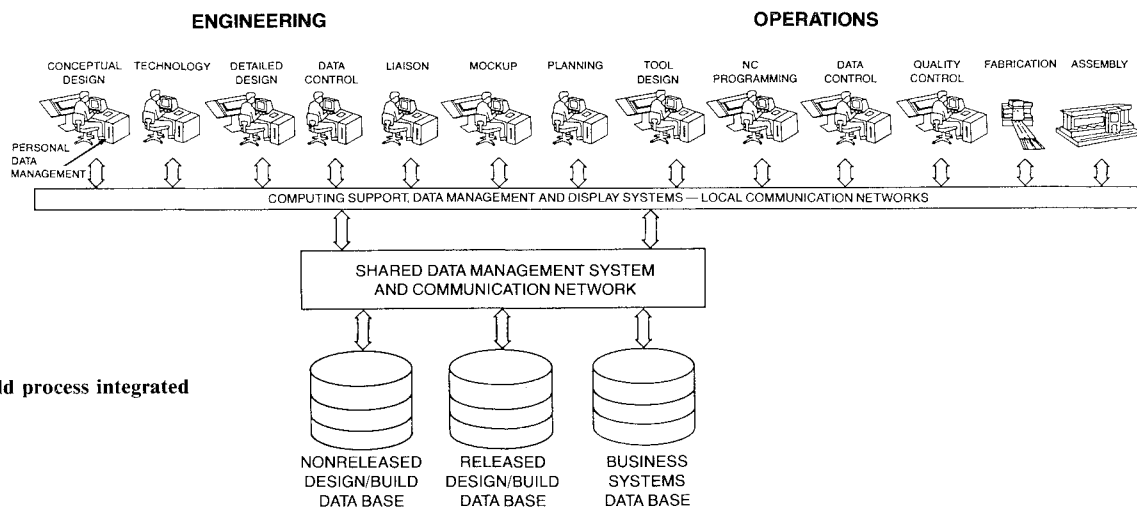 ENGINEERING
OPERATIONS
CONCEPTUAL
DESIGN
TECHNOLOGY
DETAILED
DESIGN
DATA
CONTROL
LIAISON
MOCKUP
PLANNING
TOOL
DESIGN
NC
PROGRAMMING
DATA
CONTROL
QUALITY
CONTROL
FABRICATION
ASSEMBLY
PERSONAL
DATA
MANAGEMENT
COMPUTING SUPPORT, DATA MANAGEMENT AND DISPLAY SYSTEMS — LOCAL COMMUNICATION NETWORKS
SHARED DATA MANAGEMENT SYSTEM
AND COMMUNICATION NETWORK
ld process integrated
NONRELEASED
DESIGN/BUILD
DATA BASE
RELEASED
DESIGN/BUILD
DATA BASE
BUSINESS
SYSTEMS
DATA BASE